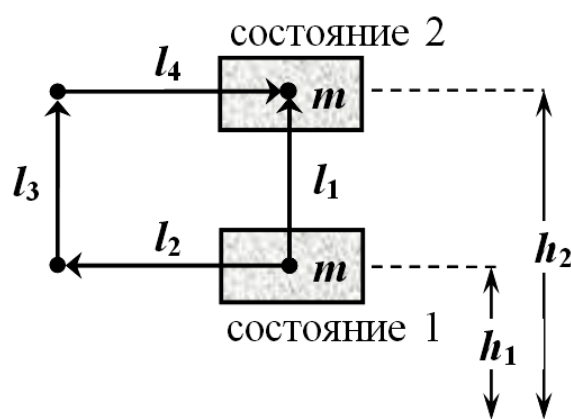 состояние 2
l₄
m
l₃
l₁
h₂
l₂
m
h₁
состояние 1